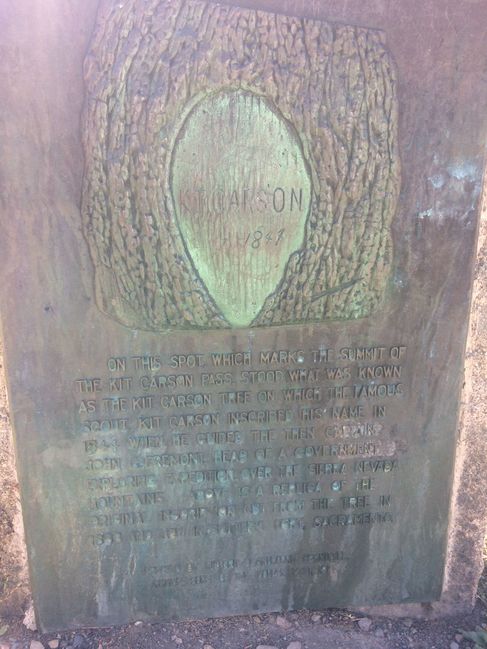 KIT CARSON
1844
ON THIS SPOT, WHICH MARKS THE SUMMIT OF
THE KIT CARSON PASS, STOOD WHAT WAS KNOWN
AS THE KIT CARSON TREE ON WHICH THE FAMOUS
SCOUT KIT CARSON INSCRIBED HIS NAME IN
1844 WHEN HE GUIDED THE THEN CAPTAIN
JOHN C. FREMONT HEAD OF A GOVERNMENT
EXPLORING EXPEDITION OVER THE SIERRA NEVADA
MOUNTAINS. ABOVE IS A REPLICA OF THE
ORIGINAL INSCRIPTION CUT FROM THE TREE IN
1888 AND NOW IN SUTTER'S FORT, SACRAMENTO.